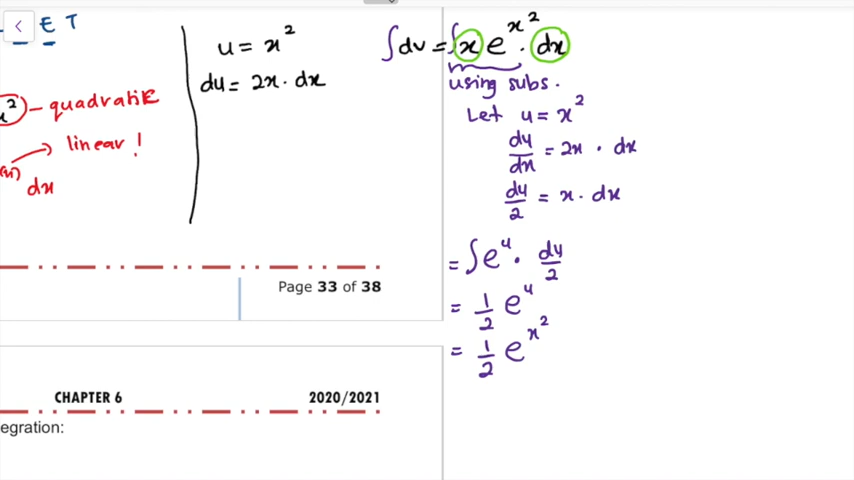 E T
x² – quadratic
linear !
dx
u = x²
du = 2x · dx
∫dv = ∫x e^x² · dx
using subs.
Let u = x²
du/dx = 2x · dx
du/2 = x · dx
= ∫e^u · du/2
= 1/2 e^u
= 1/2 e^x²
Page 33 of 38
CHAPTER 6 2020/2021
egration: